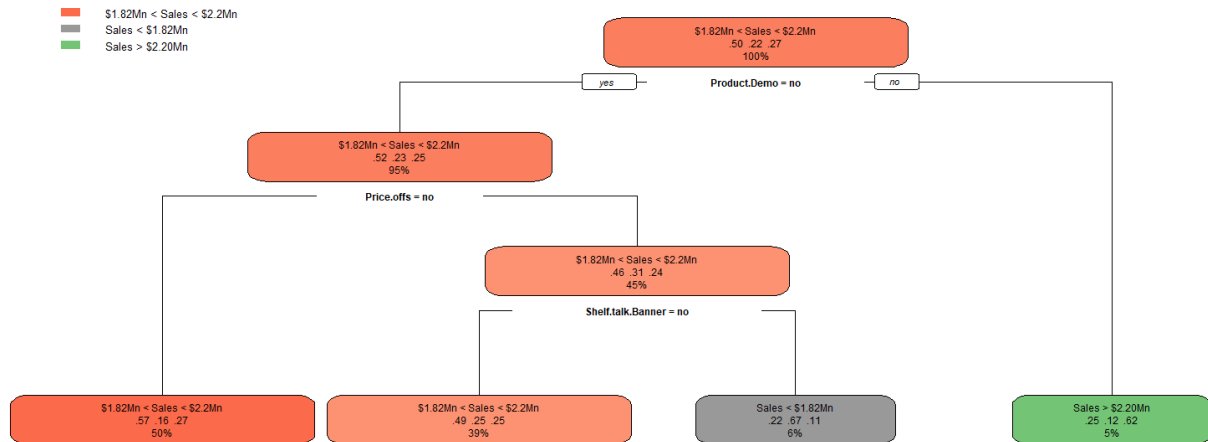 $1.82Mn < Sales < $2.2Mn
Sales < $1.82Mn
Sales > $2.20Mn
$1.82Mn < Sales < $2.2Mn
.50 .22 .27
100%
yes
Product.Demo = no
no
$1.82Mn < Sales < $2.2Mn
.52 .23 .25
95%
Price.offs = no
$1.82Mn < Sales < $2.2Mn
.46 .31 .24
45%
Shelf.talk.Banner = no
$1.82Mn < Sales < $2.2Mn
.57 .16 .27
50%
$1.82Mn < Sales < $2.2Mn
.49 .25 .25
39%
Sales < $1.82Mn
.22 .67 .11
6%
Sales > $2.20Mn
.25 .12 .62
5%